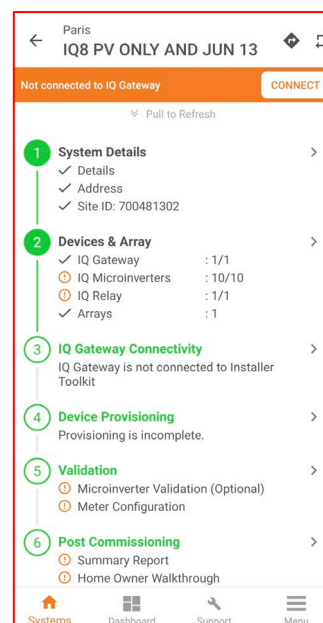 Paris
IQ8 PV ONLY AND JUN 13
Not connected to IQ Gateway
CONNECT
Pull to Refresh
1 System Details
Details
Address
Site ID: 700481302
2 Devices & Array
IQ Gateway : 1/1
IQ Microinverters : 10/10
IQ Relay : 1/1
Arrays : 1
3 IQ Gateway Connectivity
IQ Gateway is not connected to Installer
Toolkit
4 Device Provisioning
Provisioning is incomplete.
5 Validation
Microinverter Validation (Optional)
Meter Configuration
6 Post Commissioning
Summary Report
Home Owner Walkthrough
Systems Dashboard Support Menu